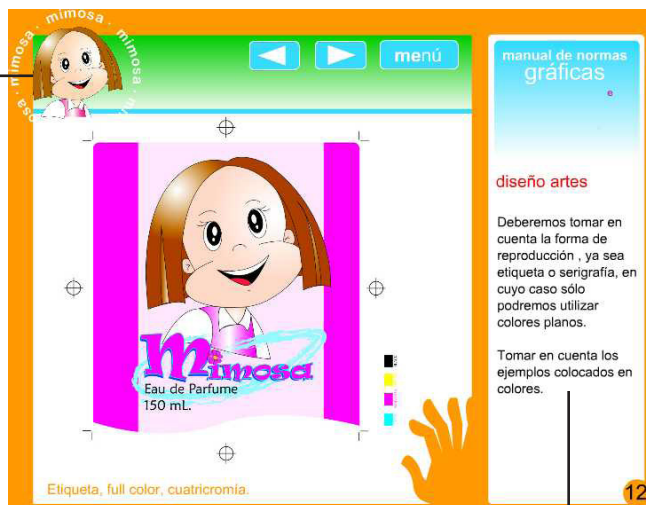 mimosa . mimosa . mimosa . mimosa .
menú
manual de normas
gráficas
diseño artes
Deberemos tomar en
cuenta la forma de
reproducción , ya sea
etiqueta o serigrafía, en
cuyo caso sólo
podremos utilizar
colores planos.
Tomar en cuenta los
ejemplos colocados en
colores.
Mimosa
Eau de Parfume
150 mL.
Etiqueta, full color, cuatricromía.
12